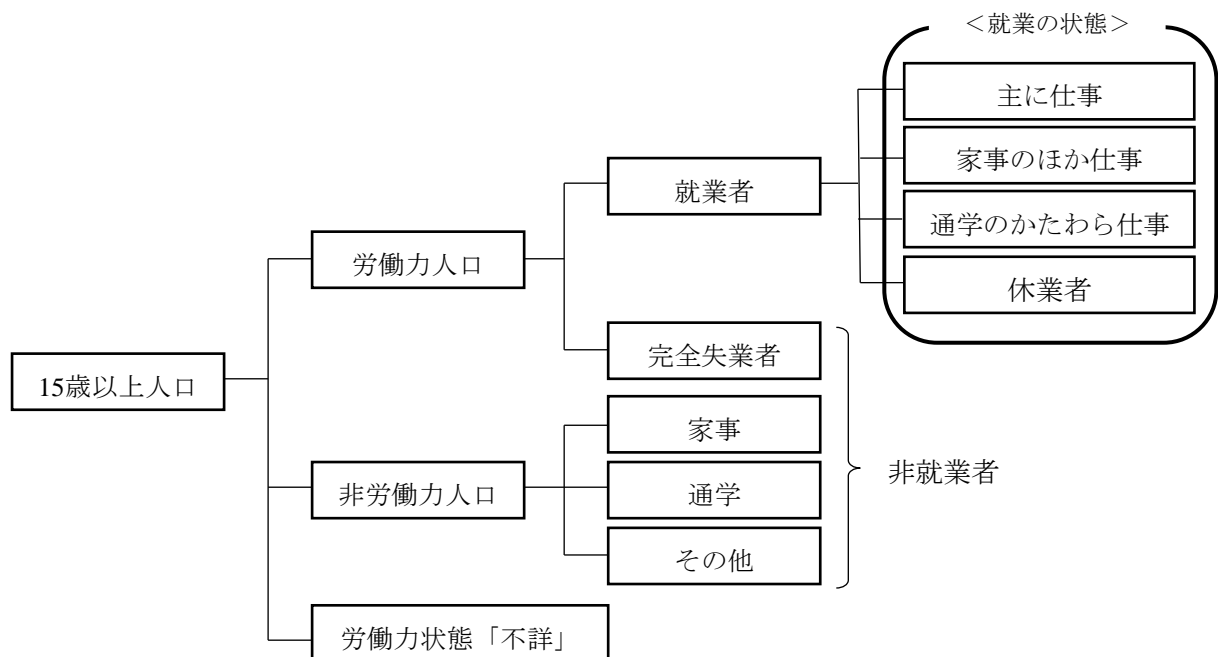 ＜就業の状態＞
主に仕事
家事のほか仕事
就業者
通学のかたわら仕事
労働力人口
休業者
完全失業者
15歳以上人口
家事
非就業者
非労働力人口
通学
その他
労働力状態「不詳」